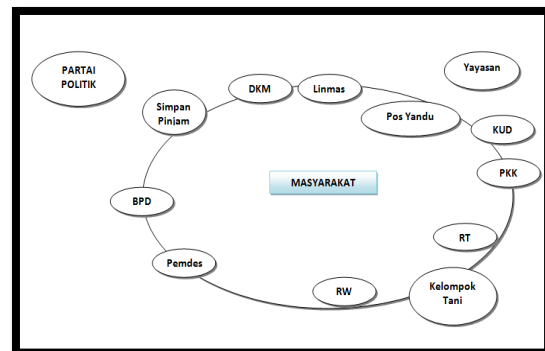 PARTAI
POLITIK
Yayasan
DKM
Linmas
Simpan
Pinjam
Pos Yandu
KUD
PKK
MASYARAKAT
BPD
RT
Pemdes
Kelompok
Tani
RW